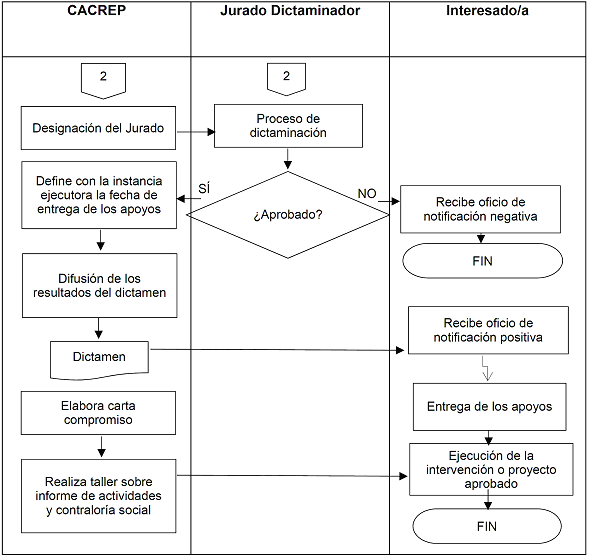 CACREP
Jurado Dictaminador
Interesado/a
2
2
Designación del Jurado
Proceso de
dictaminación
Define con la instancia
ejecutora la fecha de
entrega de los apoyos
SÍ
¿Aprobado?
NO
Recibe oficio de
notificación negativa
FIN
Difusión de los
resultados del dictamen
Dictamen
Recibe oficio de
notificación positiva
Elabora carta
compromiso
Entrega de los apoyos
Realiza taller sobre
informe de actividades
y contraloría social
Ejecución de la
intervención o proyecto
aprobado
FIN